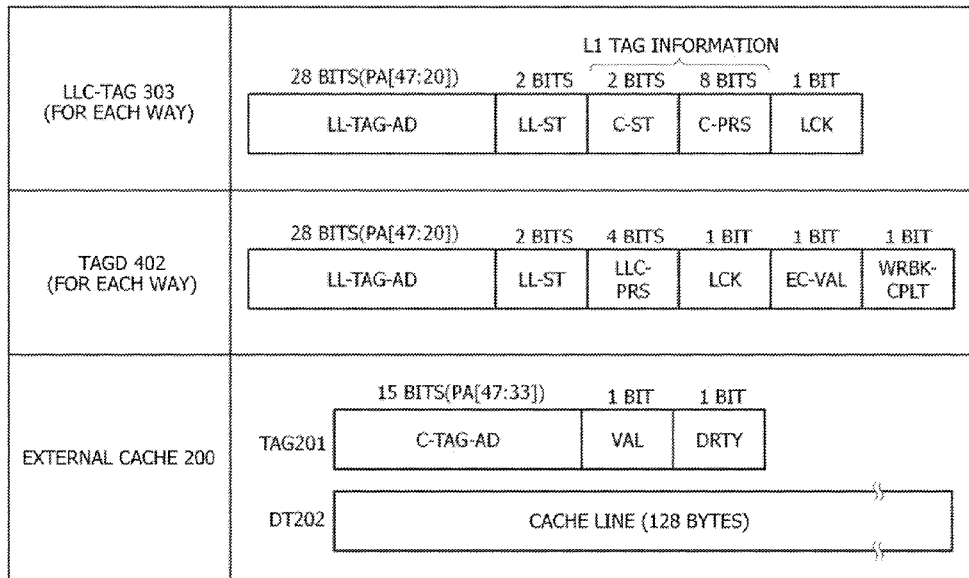 LLC-TAG 303
(FOR EACH WAY)
L1 TAG INFORMATION
28 BITS(PA[47:20]) 2 BITS 2 BITS 8 BITS 1 BIT
LL-TAG-AD LL-ST C-ST C-PRS LCK
TAGD 402
(FOR EACH WAY)
28 BITS(PA[47:20]) 2 BITS 4 BITS 1 BIT 1 BIT 1 BIT
LL-TAG-AD LL-ST LLC-PRS LCK EC-VAL WRBK-CPLT
EXTERNAL CACHE 200
15 BITS(PA[47:33]) 1 BIT 1 BIT
TAG201 C-TAG-AD VAL DRTY
DT202 CACHE LINE (128 BYTES)